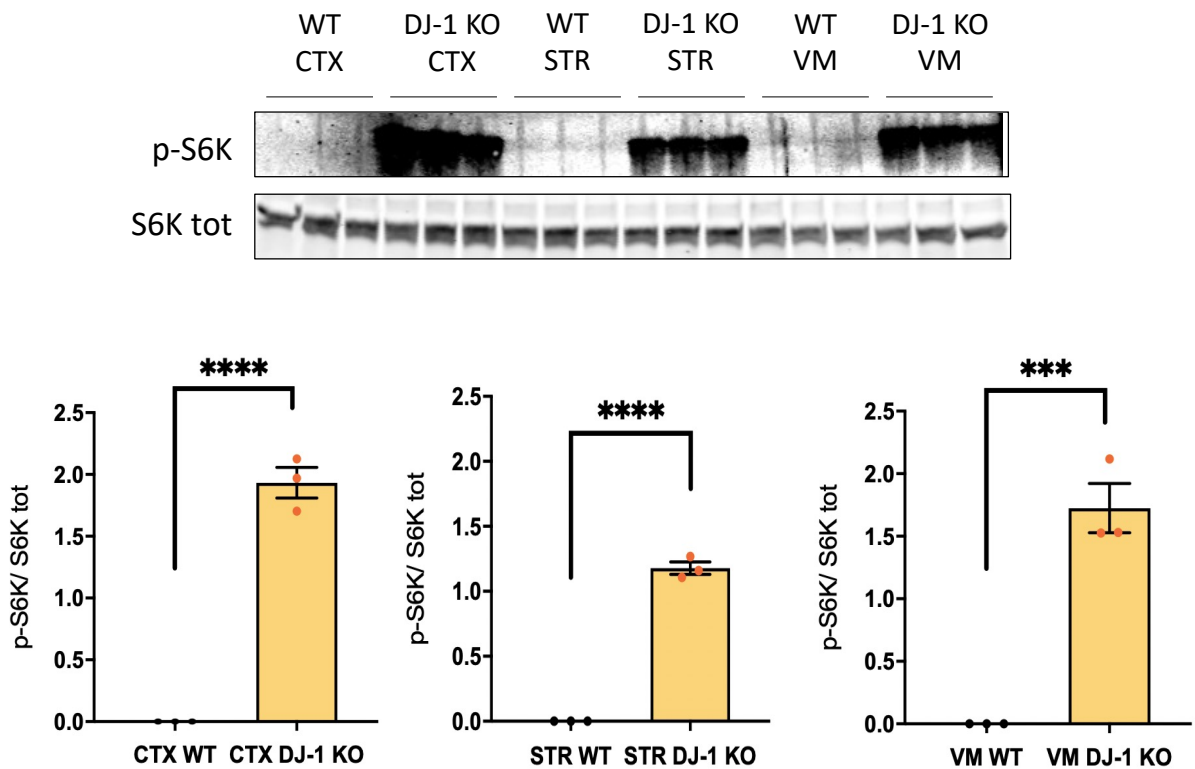 WT DJ-1 KO WT DJ-1 KO WT DJ-1 KO
CTX CTX STR STR VM VM
p-S6K
S6K tot
****
2.5
2.0
1.5
1.0
0.5
0.0
p-S6K/ S6K tot
CTX WT CTX DJ-1 KO
****
2.5
2.0
1.5
1.0
0.5
0.0
p-S6K/ S6K tot
STR WT STR DJ-1 KO
***
2.5
2.0
1.5
1.0
0.5
0.0
p-S6K/ S6K tot
VM WT VM DJ-1 KO